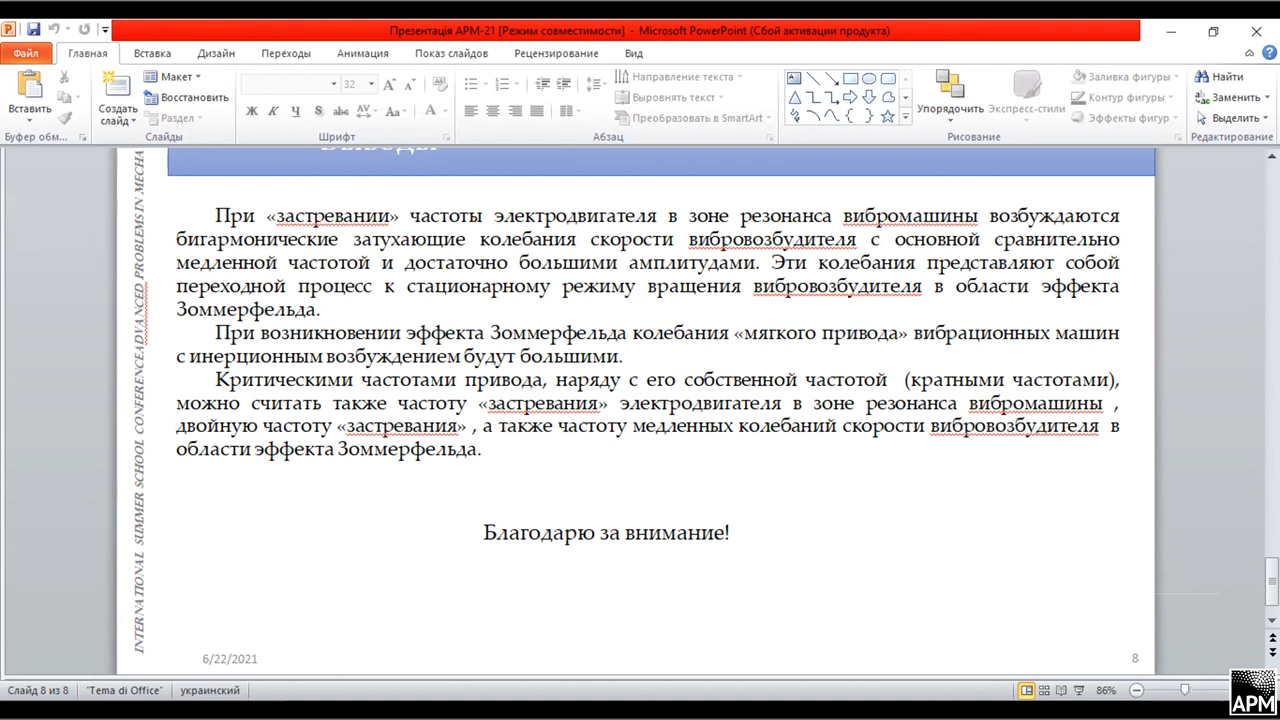 Презентація АРМ-21 [Режим совместимости] - Microsoft PowerPoint (Сбой активации продукта)
Файл Главная Вставка Дизайн Переходы Анимация Показ слайдов Рецензирование Вид
Вставить
Буфер обм...
Создать слайд
Макет
Восстановить
Раздел
Слайды
32
Ж К Ч S abc AV Aa А
Шрифт
Направление текста
Выровнять текст
Преобразовать в SmartArt
Абзац
Упорядочить
Экспресс-стили
Заливка фигуры
Контур фигуры
Эффекты фигур
Рисование
Найти
Заменить
Выделить
Редактирование
ВЫВОДЫ
INTERNATIONAL SUMMER SCHOOL CONFERENCEADVANCED PROBLEMS IN MECHA
При «застревании» частоты электродвигателя в зоне резонанса вибромашины возбуждаются
бигармонические затухающие колебания скорости вибровозбудителя с основной сравнительно
медленной частотой и достаточно большими амплитудами. Эти колебания представляют собой
переходной процесс к стационарному режиму вращения вибровозбудителя в области эффекта
Зоммерфельда.
При возникновении эффекта Зоммерфельда колебания «мягкого привода» вибрационных машин
с инерционным возбуждением будут большими.
Критическими частотами привода, наряду с его собственной частотой (кратными частотами),
можно считать также частоту «застревания» электродвигателя в зоне резонанса вибромашины ,
двойную частоту «застревания» , а также частоту медленных колебаний скорости вибровозбудителя в
области эффекта Зоммерфельда.
Благодарю за внимание!
6/22/2021
8
Слайд 8 из 8 "Tema di Office" украинский 86%
APM